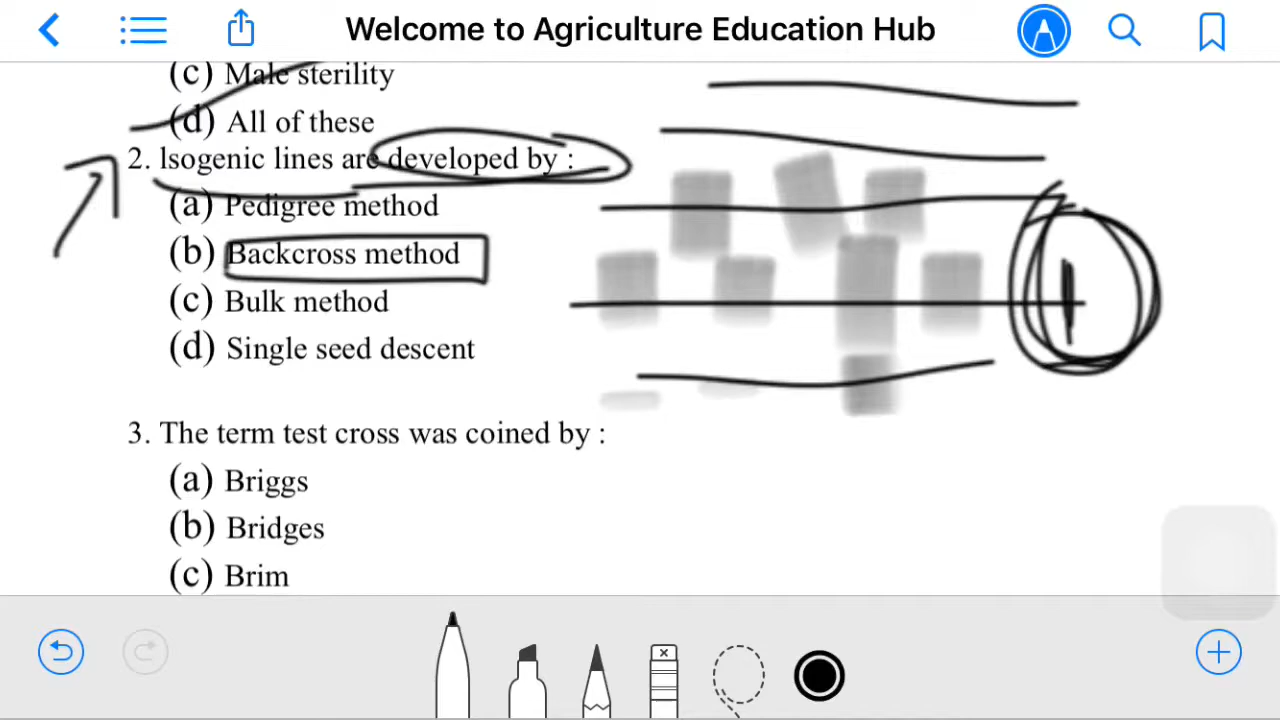 Welcome to Agriculture Education Hub
(c) Male sterility
(d) All of these
2. Isogenic lines are developed by :
(a) Pedigree method
(b) Backcross method
(c) Bulk method
(d) Single seed descent
3. The term test cross was coined by :
(a) Briggs
(b) Bridges
(c) Brim